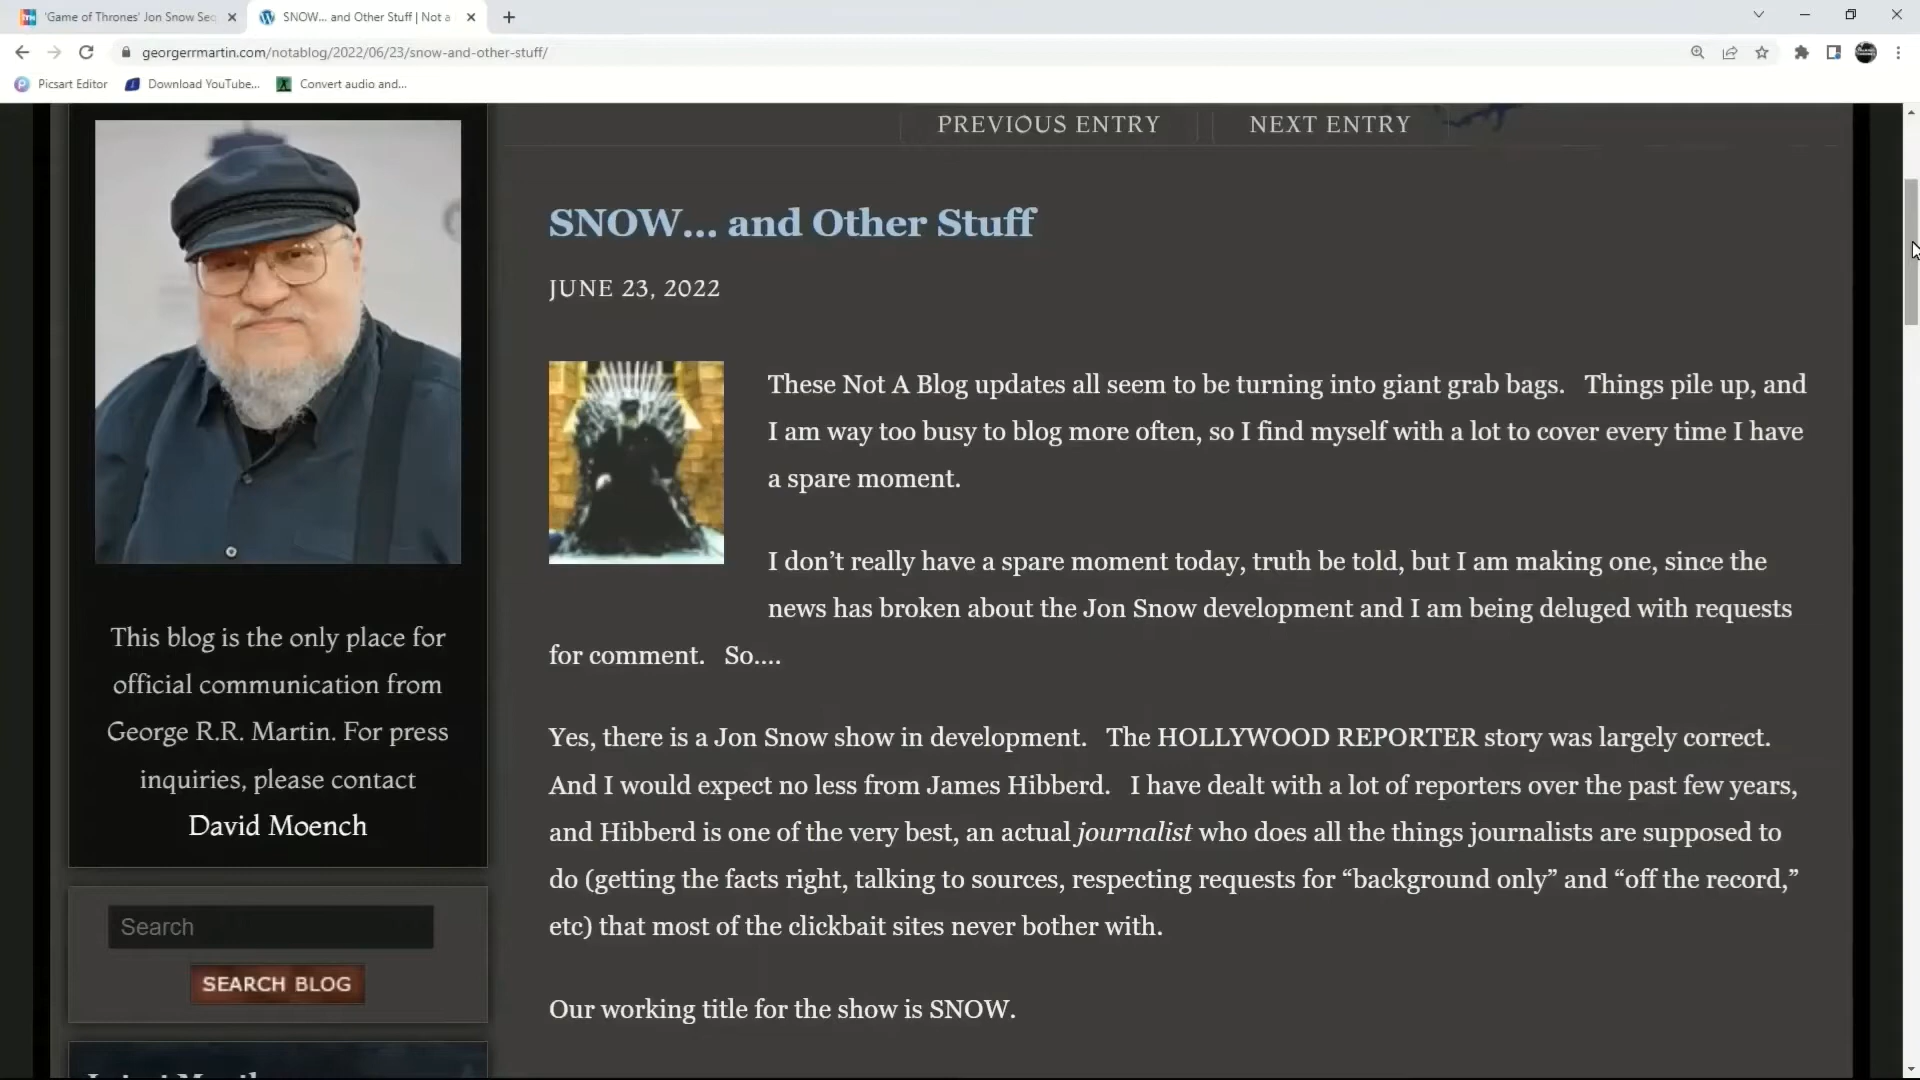 'Game of Thrones' Jon Snow Seq
SNOW... and Other Stuff | Not a
georgerrmartin.com/notablog/2022/06/23/snow-and-other-stuff/
Picsart Editor
Download YouTube...
Convert audio and...
PREVIOUS ENTRY
NEXT ENTRY
SNOW… and Other Stuff
JUNE 23, 2022
These Not A Blog updates all seem to be turning into giant grab bags. Things pile up, and
I am way too busy to blog more often, so I find myself with a lot to cover every time I have
a spare moment.
I don’t really have a spare moment today, truth be told, but I am making one, since the
news has broken about the Jon Snow development and I am being deluged with requests
for comment. So….
Yes, there is a Jon Snow show in development. The HOLLYWOOD REPORTER story was largely correct.
And I would expect no less from James Hibberd. I have dealt with a lot of reporters over the past few years,
and Hibberd is one of the very best, an actual journalist who does all the things journalists are supposed to
do (getting the facts right, talking to sources, respecting requests for “background only” and “off the record,”
etc) that most of the clickbait sites never bother with.
Our working title for the show is SNOW.
This blog is the only place for
official communication from
George R.R. Martin. For press
inquiries, please contact
David Moench
Search
SEARCH BLOG